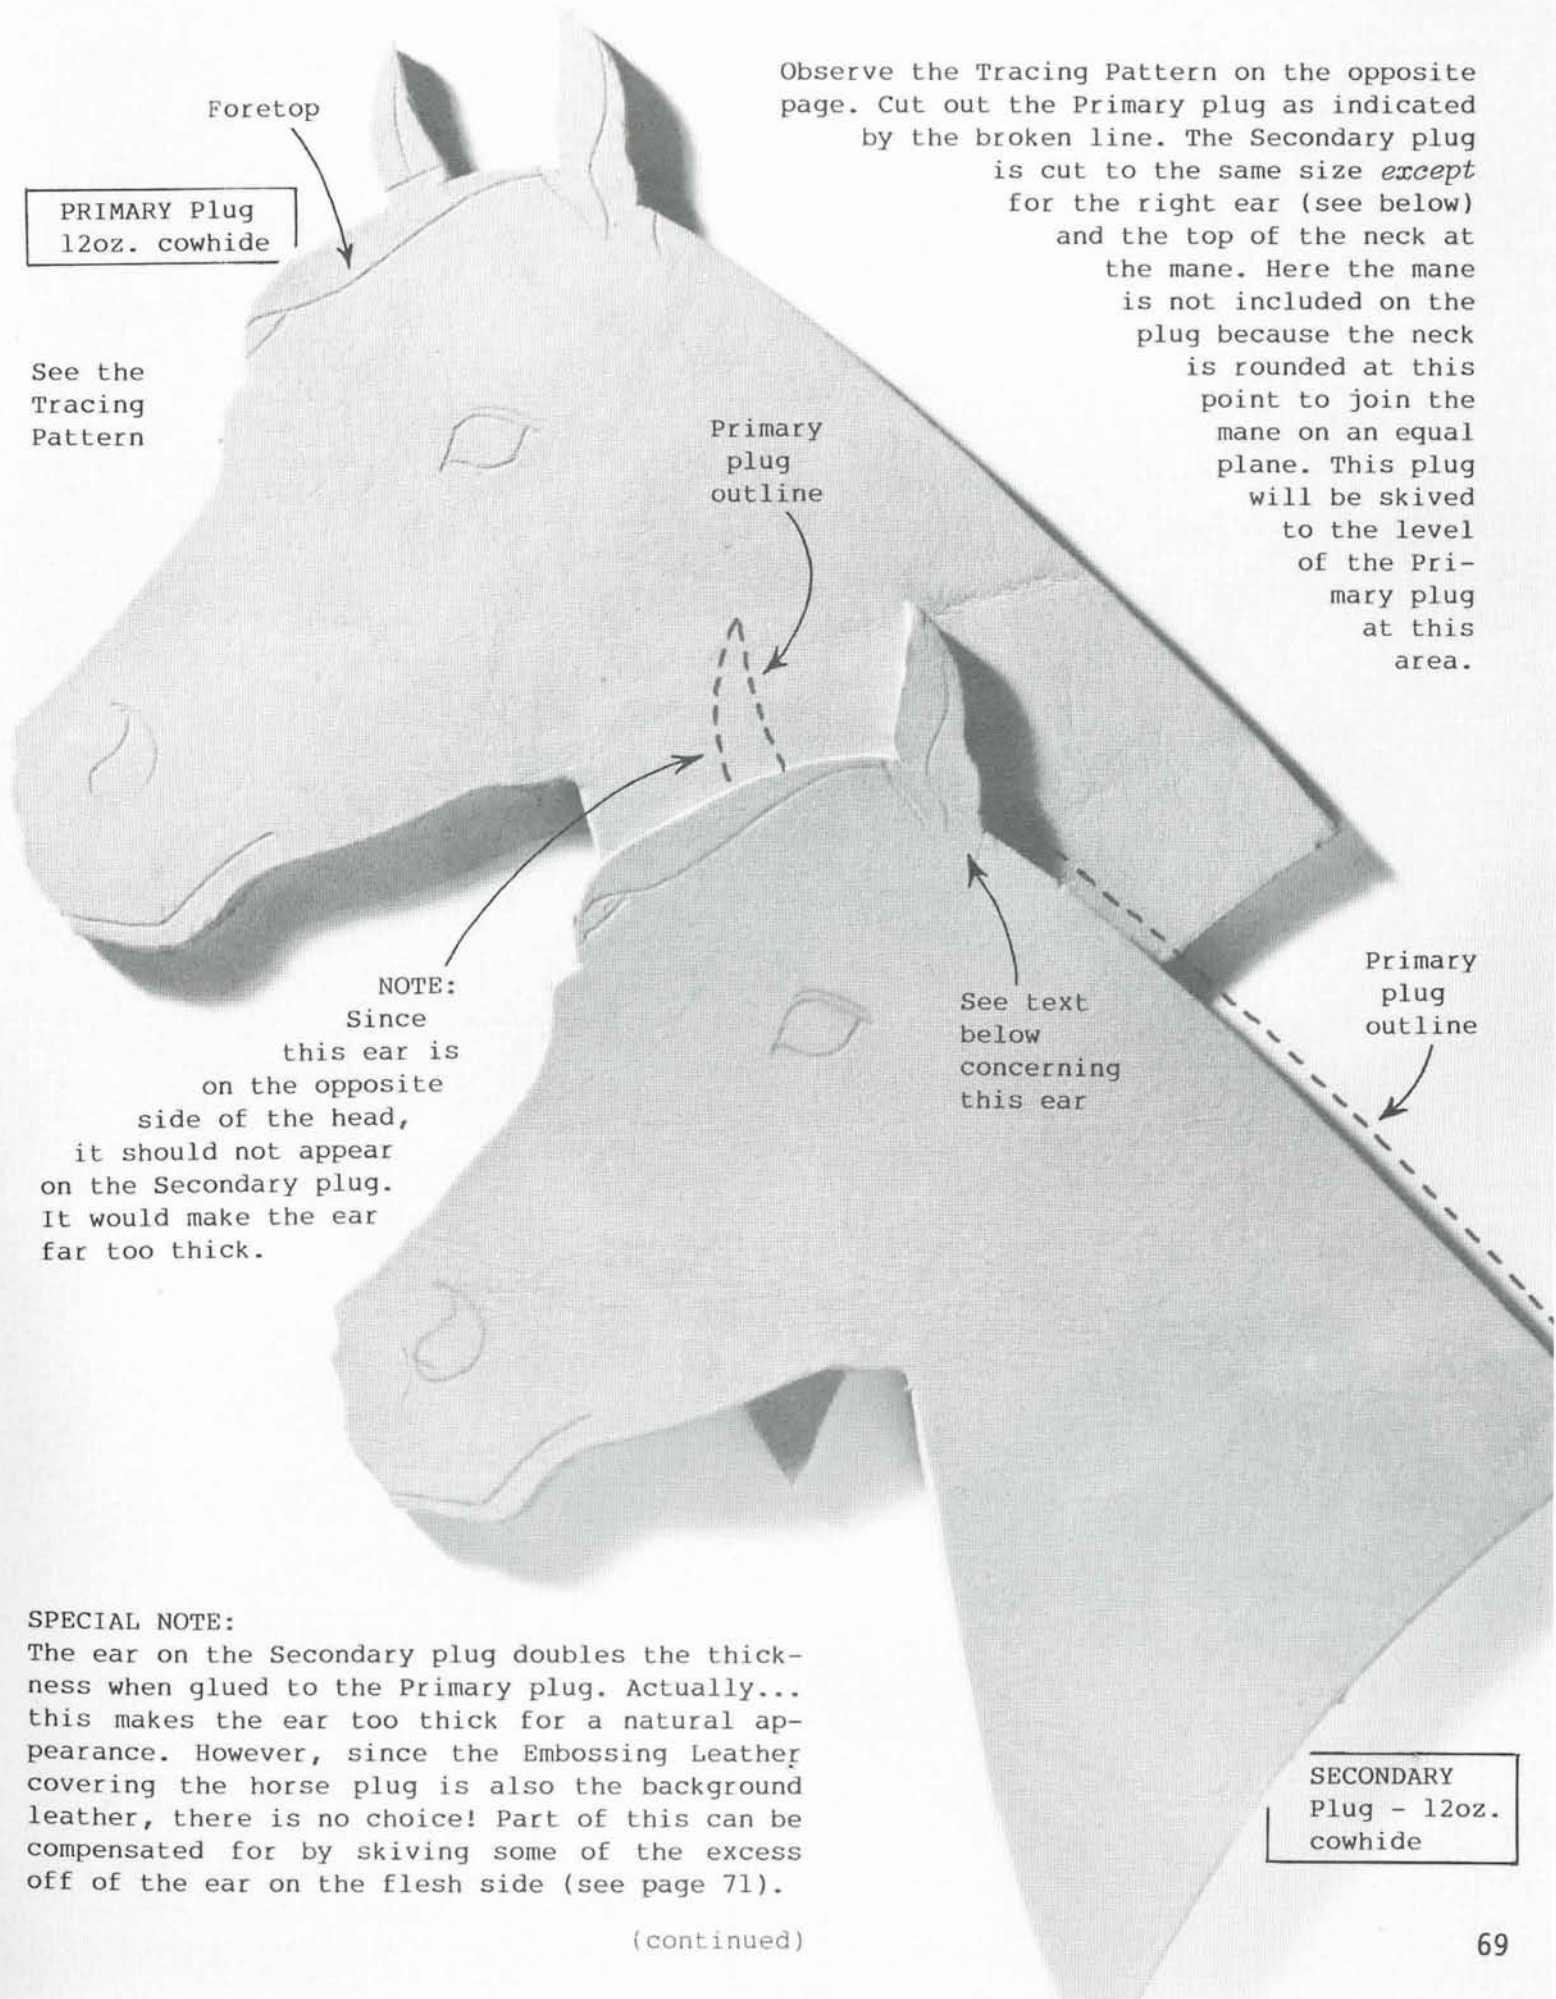 Observe the Tracing Pattern on the opposite
page. Cut out the Primary plug as indicated
by the broken line. The Secondary plug
is cut to the same size except
for the right ear (see below)
and the top of the neck at
the mane. Here the mane
is not included on the
plug because the neck
is rounded at this
point to join the
mane on an equal
plane. This plug
will be skived
to the level
of the Pri-
mary plug
at this
area.
Foretop
PRIMARY Plug
12oz. cowhide
See the
Tracing
Pattern
Primary
plug
outline
NOTE:
Since
this ear is
on the opposite
side of the head,
it should not appear
on the Secondary plug.
It would make the ear
far too thick.
See text
below
concerning
this ear
Primary
plug
outline
SPECIAL NOTE:
The ear on the Secondary plug doubles the thick-
ness when glued to the Primary plug. Actually...
this makes the ear too thick for a natural ap-
pearance. However, since the Embossing Leather
covering the horse plug is also the background
leather, there is no choice! Part of this can be
compensated for by skiving some of the excess
off of the ear on the flesh side (see page 71).
SECONDARY
Plug - 12oz.
cowhide
(continued)
69